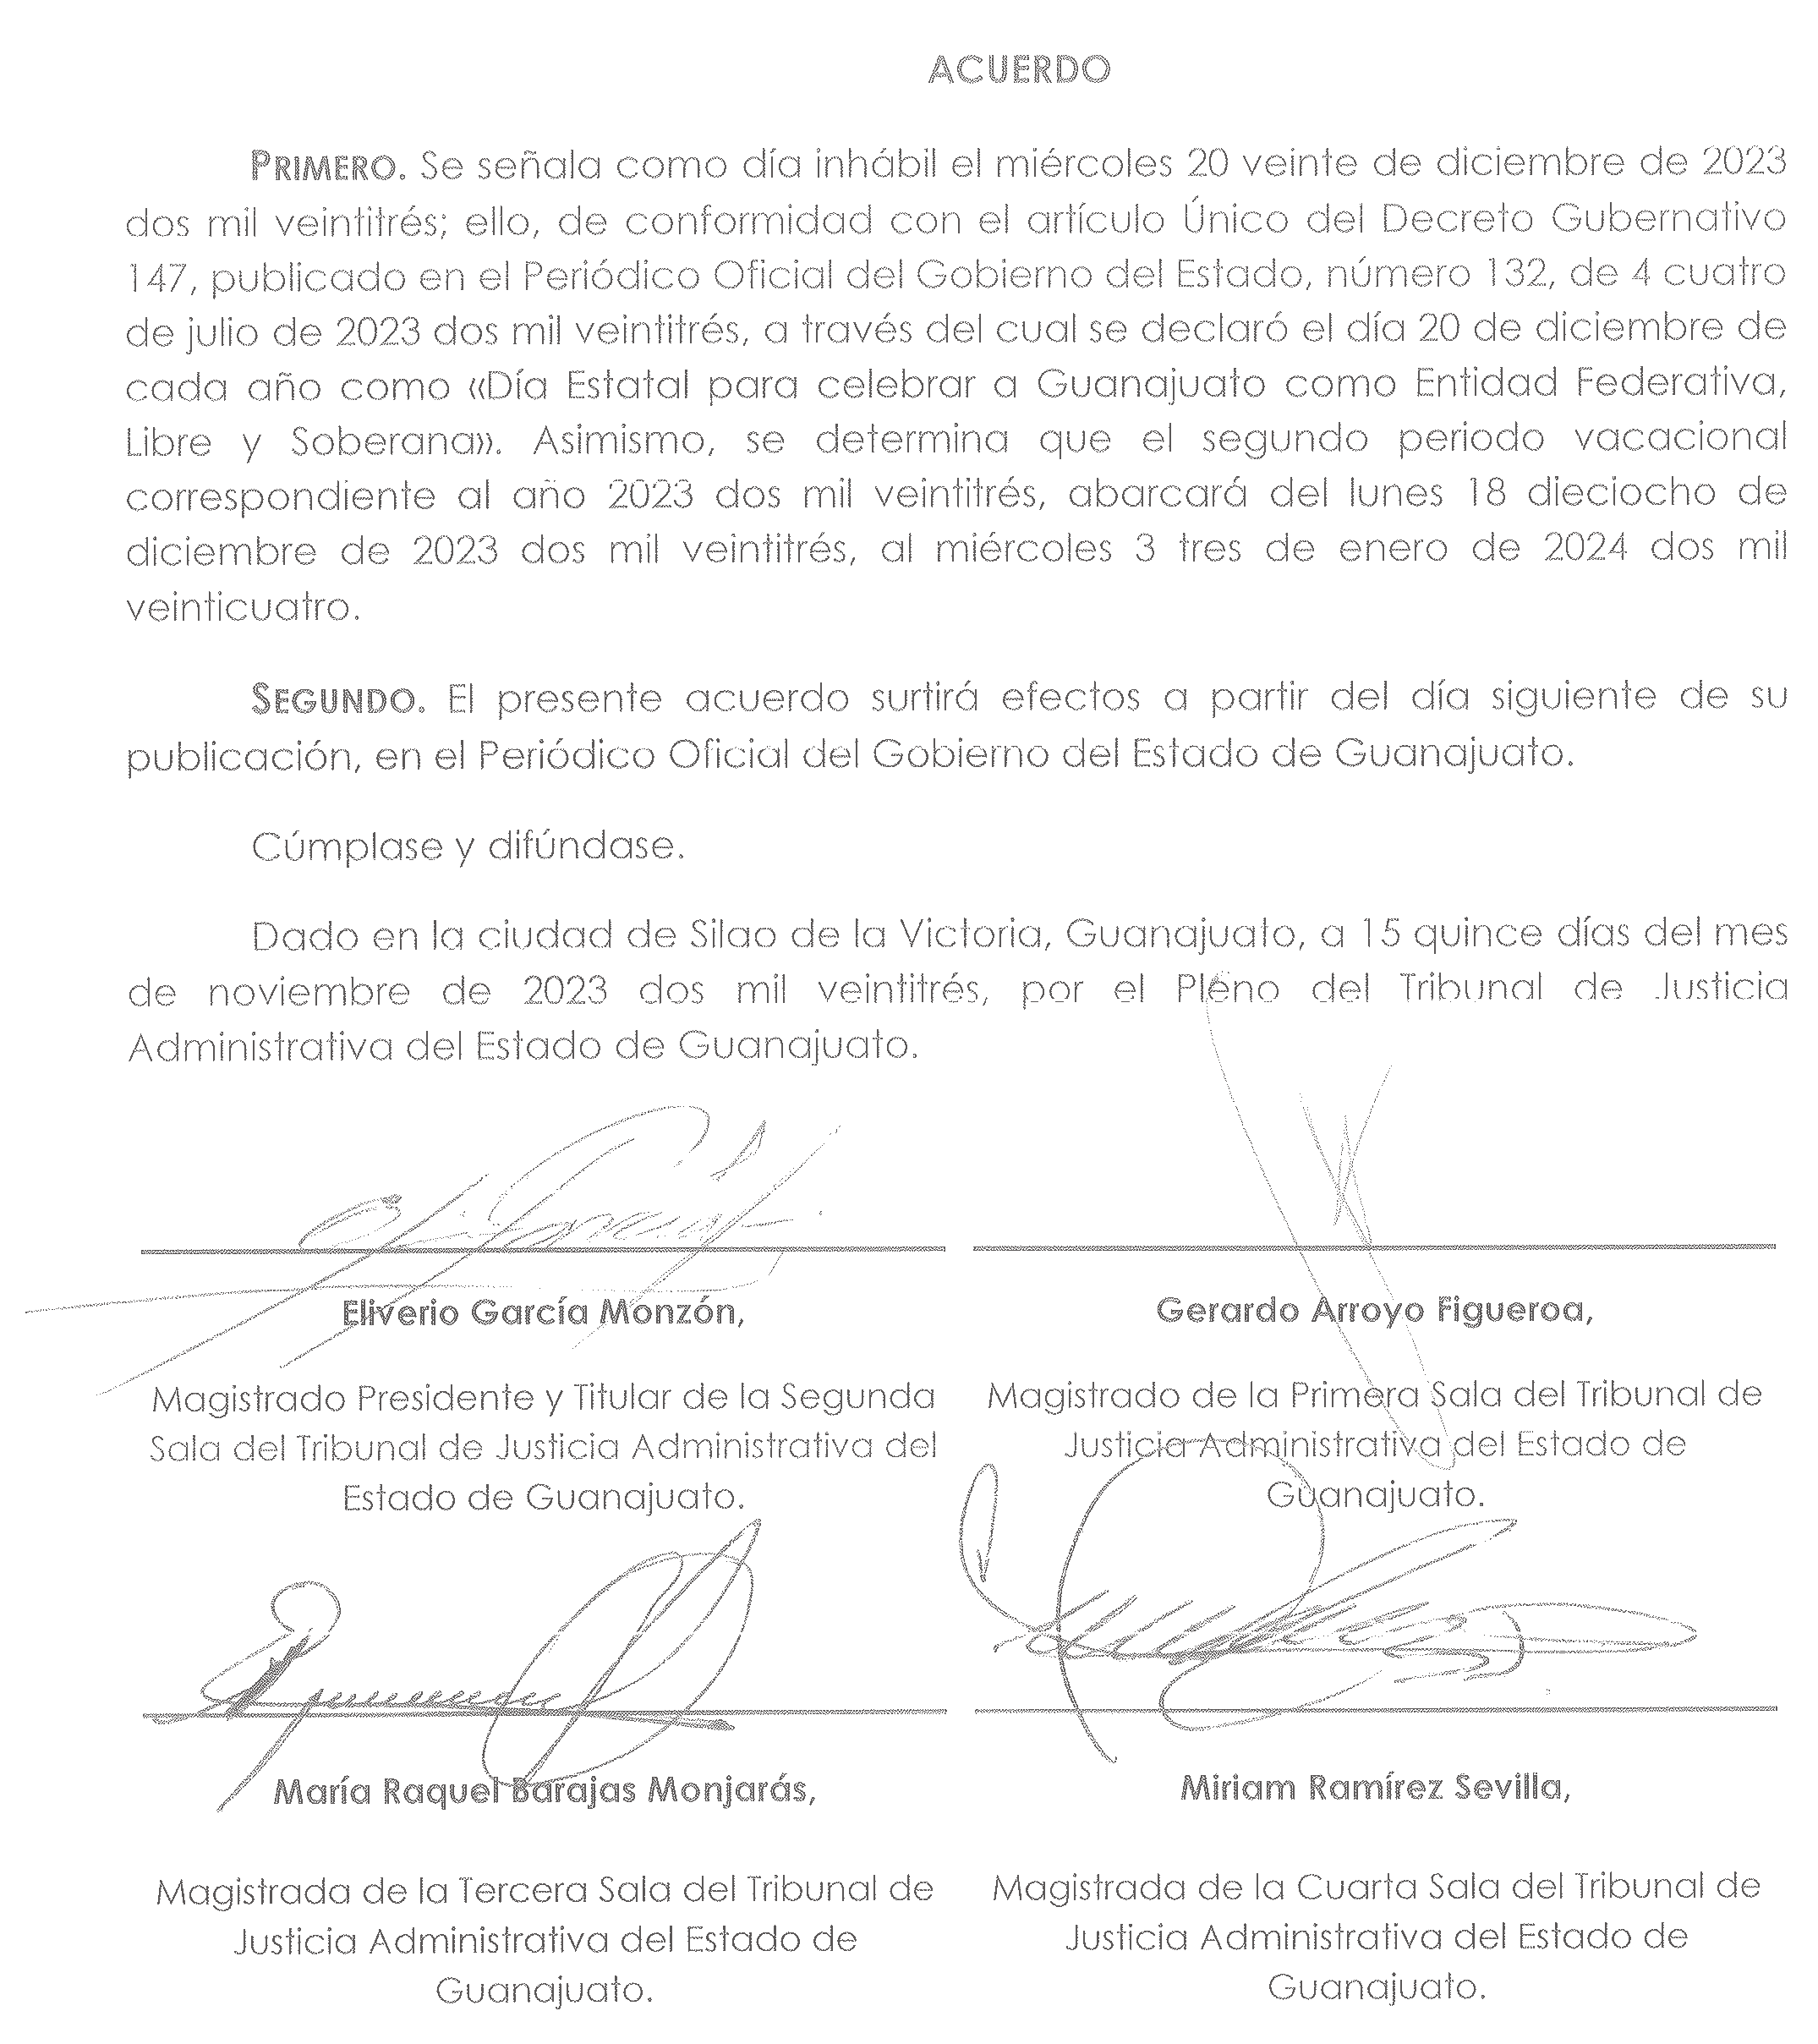 ACUERDO
PRIMERO. Se señala como día inhábil el miércoles 20 veinte de diciembre de 2023
dos mil veintitrés; ello, de conformidad con el artículo Único del Decreto Gubernativo
147, publicado en el Periódico Oficial del Gobierno del Estado, número 132, de 4 cuatro
de julio de 2023 dos mil veintitrés, a través del cual se declaró el día 20 de diciembre de
cada año como «Día Estatal para celebrar a Guanajuato como Entidad Federativa,
Libre y Soberana». Asimismo, se determina que el segundo periodo vacacional
correspondiente al año 2023 dos mil veintitrés, abarcará del lunes 18 dieciocho de
diciembre de 2023 dos mil veintitrés, al miércoles 3 tres de enero de 2024 dos mil
veinticuatro.
SEGUNDO. El presente acuerdo surtirá efectos a partir del día siguiente de su
publicación, en el Periódico Oficial del Gobierno del Estado de Guanajuato.
Cúmplase y difúndase.
Dado en la ciudad de Silao de la Victoria, Guanajuato, a 15 quince días del mes
de noviembre de 2023 dos mil veintitrés, por el Pleno del Tribunal de Justicia
Administrativa del Estado de Guanajuato.
Eliverio García Monzón,
Magistrado Presidente y Titular de la Segunda
Sala del Tribunal de Justicia Administrativa del
Estado de Guanajuato.
Gerardo Arroyo Figueroa,
Magistrado de la Primera Sala del Tribunal de
Justicia Administrativa del Estado de
Guanajuato.
María Raquel Barajas Monjarás,
Magistrada de la Tercera Sala del Tribunal de
Justicia Administrativa del Estado de
Guanajuato.
Miriam Ramírez Sevilla,
Magistrada de la Cuarta Sala del Tribunal de
Justicia Administrativa del Estado de
Guanajuato.